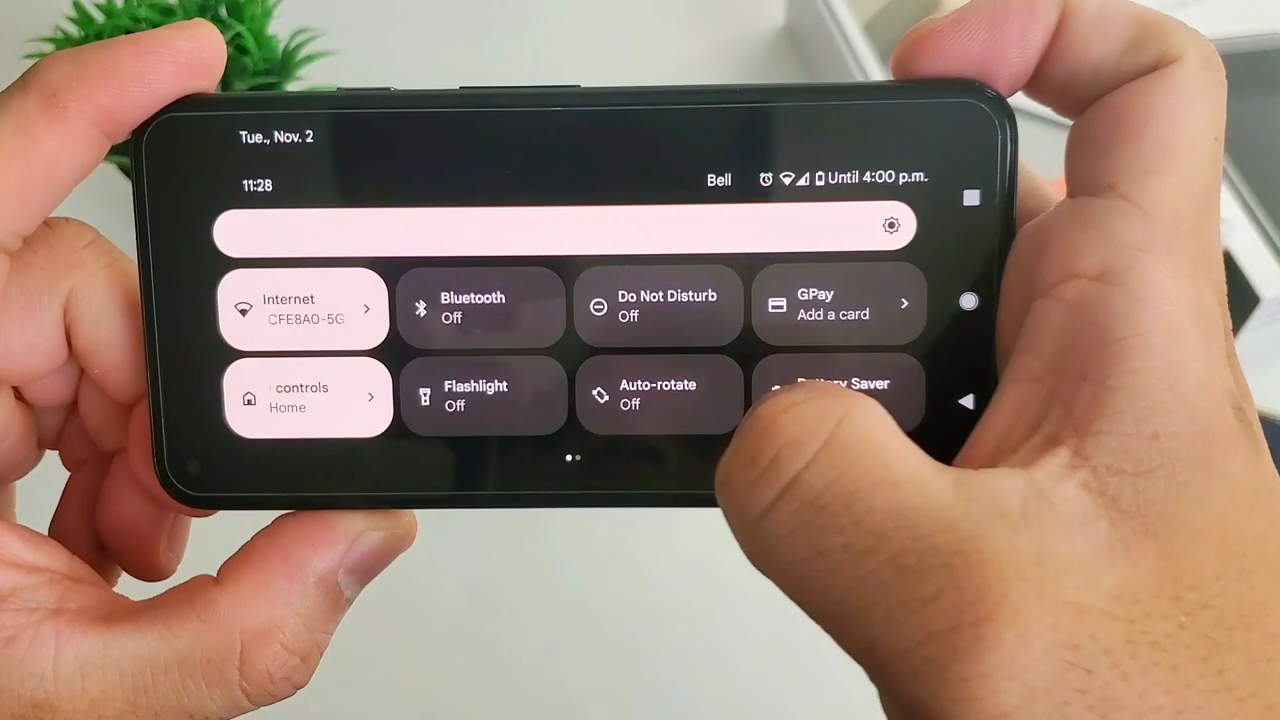 Tue., Nov. 2
11:28
Bell
Until 4:00 p.m.
Internet
CFE8A0-5G
Bluetooth
Off
Do Not Disturb
Off
GPay
Add a card
controls
Home
Flashlight
Off
Auto-rotate
Off
Saver